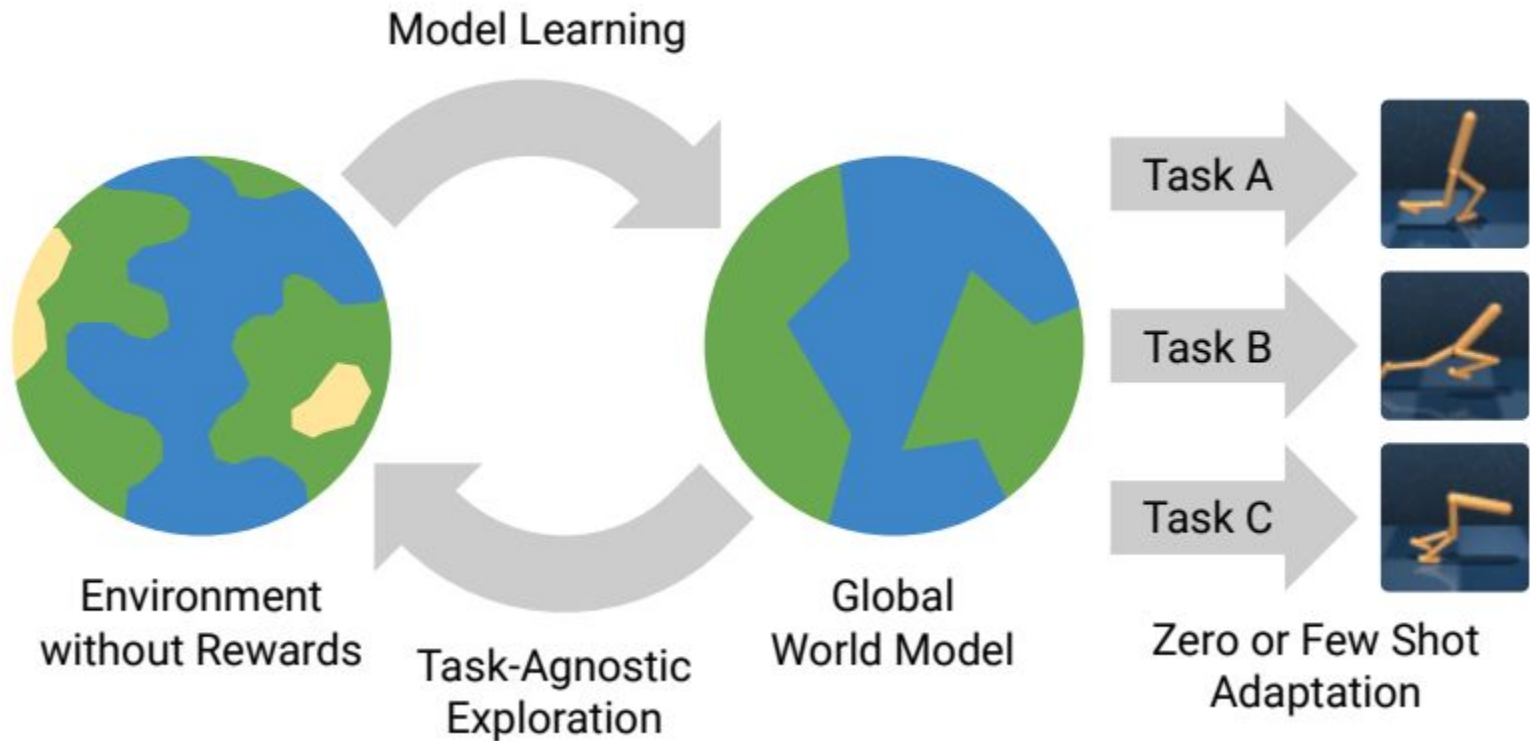 Model Learning
Task A
Task B
Task C
Environment
without Rewards
Task-Agnostic
Exploration
Global
World Model
Zero or Few Shot
Adaptation